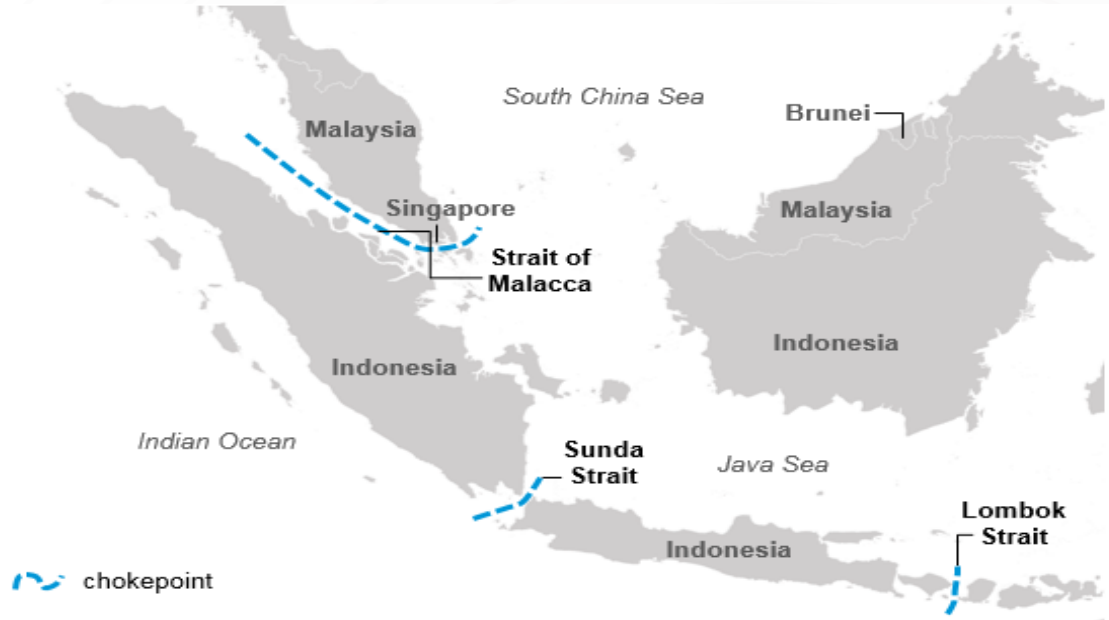 South China Sea
Brunei
Malaysia
Singapore
Malaysia
Strait of
Malacca
Indonesia
Indonesia
Indian Ocean
Sunda
Strait
Java Sea
Lombok
Strait
Indonesia
chokepoint